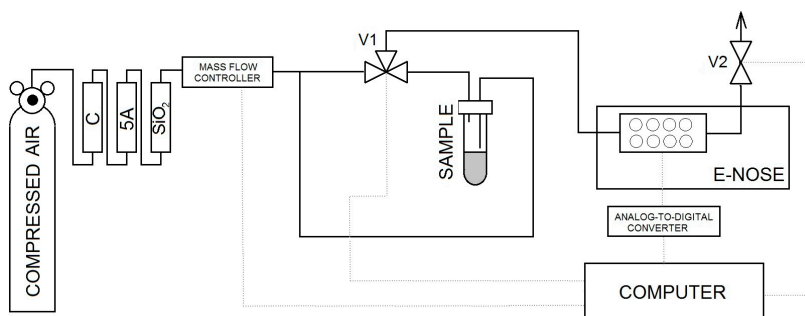 COMPRESSED AIR
C
5A
SiO₂
MASS FLOW
CONTROLLER
V1
SAMPLE
V2
E-NOSE
ANALOG-TO-DIGITAL
CONVERTER
COMPUTER